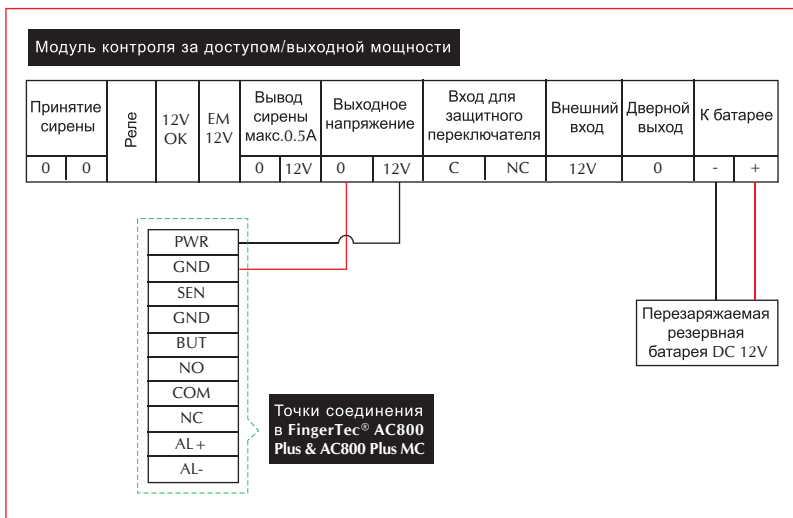 Модуль контроля за доступом/выходной мощности
Принятие
сирены
Реле
12V
OK
EM
12V
Вывод
сирены
макс.0.5A
Выходное
напряжение
Вход для
защитного
переключателя
Внешний
вход
Дверной
выход
К батарее
0 0 0 12V 0 12V C NC 12V 0 - +
PWR
GND
SEN
GND
BUT
NO
COM
NC
AL+
AL-
Перезаряжаемая
резервная
батарея DC 12V
Точки соединения
в FingerTec® AC800
Plus & AC800 Plus MC